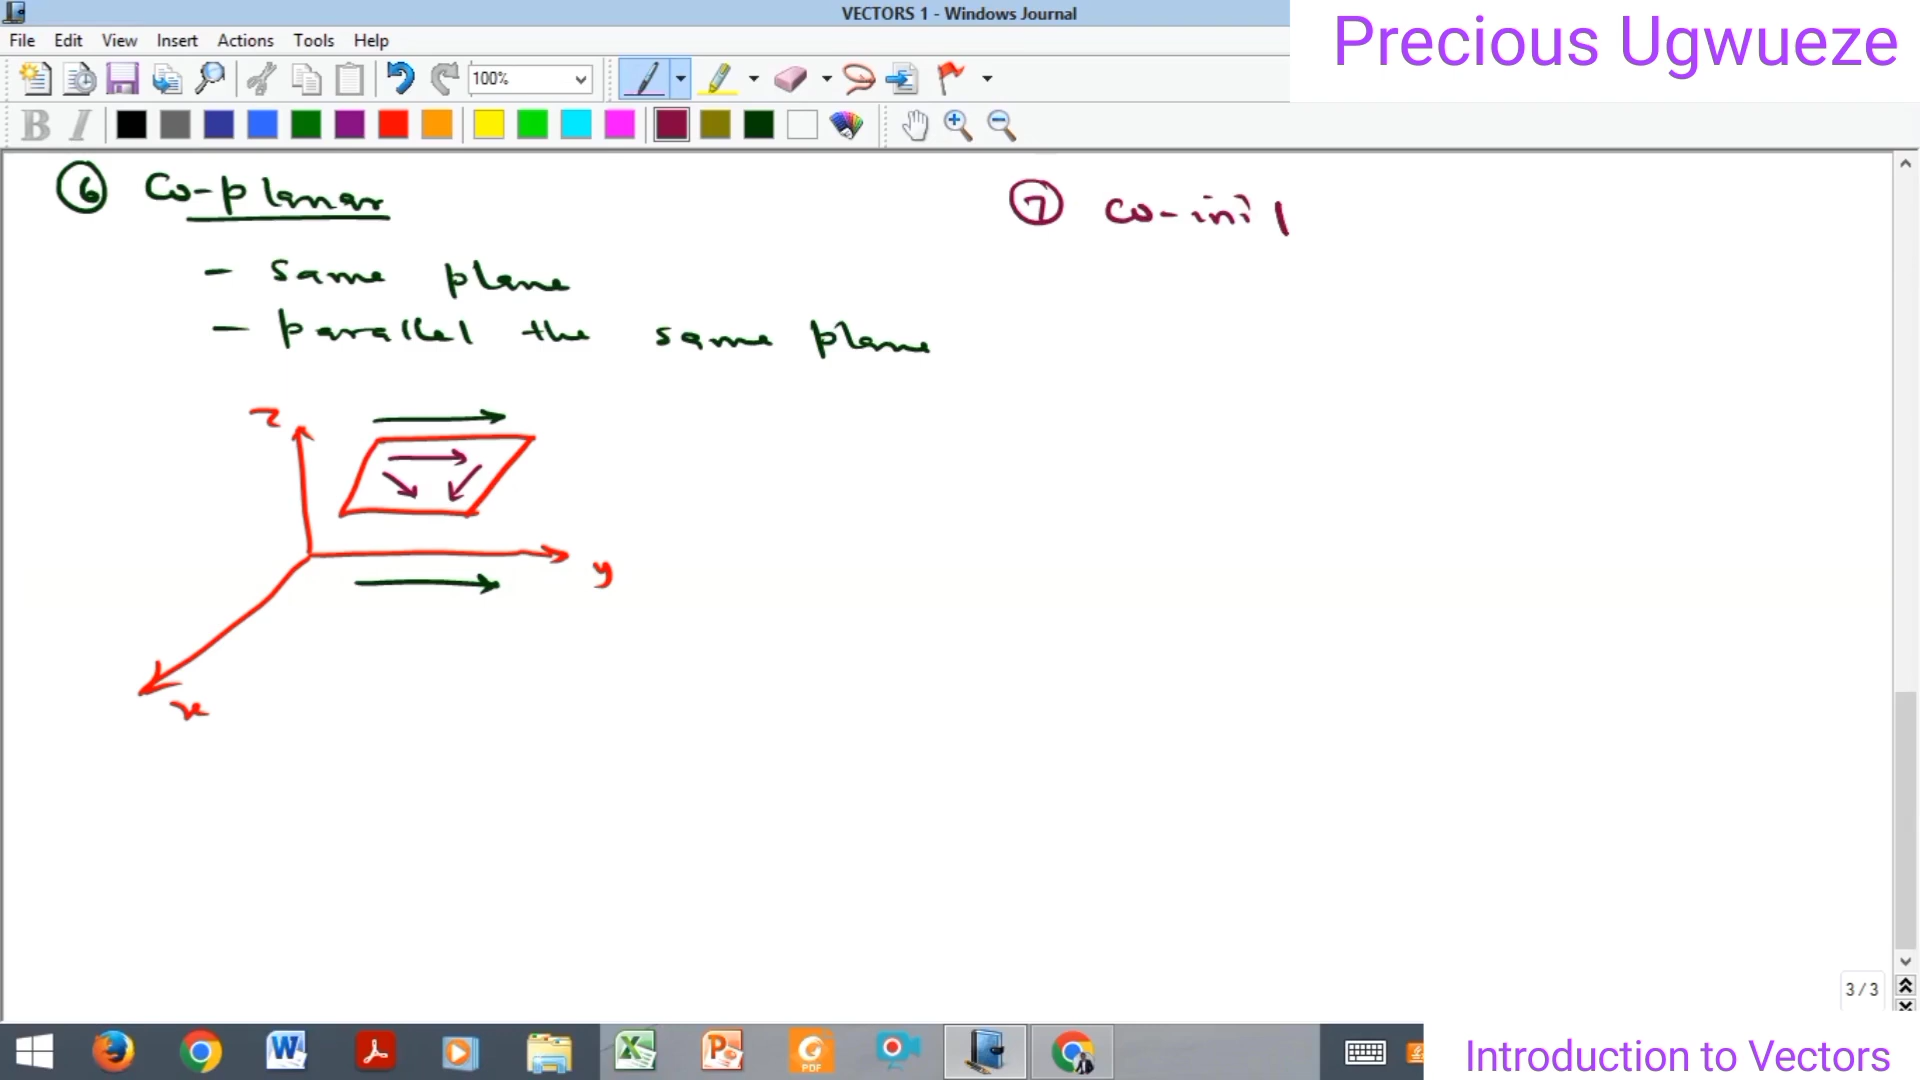 VECTORS 1 - Windows Journal
Precious Ugwueze
File Edit View Insert Actions Tools Help
100%
B I
6 Co-planar
- same plane
- parallel the same plane
z
y
x
7 co-ini
3 / 3
PDF
Introduction to Vectors